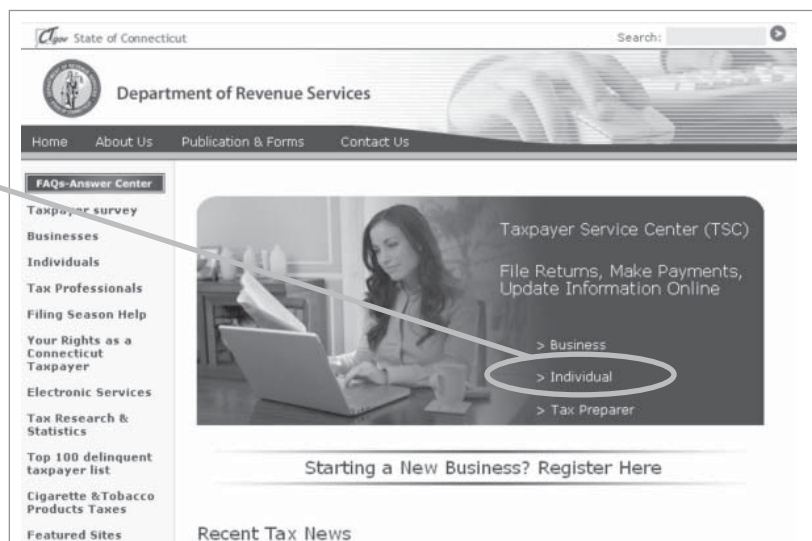 CT.gov State of Connecticut
Search:
Department of Revenue Services
Home About Us Publication & Forms Contact Us
FAQs-Answer Center
Taxpayer survey
Businesses
Individuals
Tax Professionals
Filing Season Help
Your Rights as a
Connecticut
Taxpayer
Electronic Services
Tax Research &
Statistics
Top 100 delinquent
taxpayer list
Cigarette &Tobacco
Products Taxes
Featured Sites
Taxpayer Service Center (TSC)
File Returns, Make Payments,
Update Information Online
> Business
> Individual
> Tax Preparer
Starting a New Business? Register Here
Recent Tax News